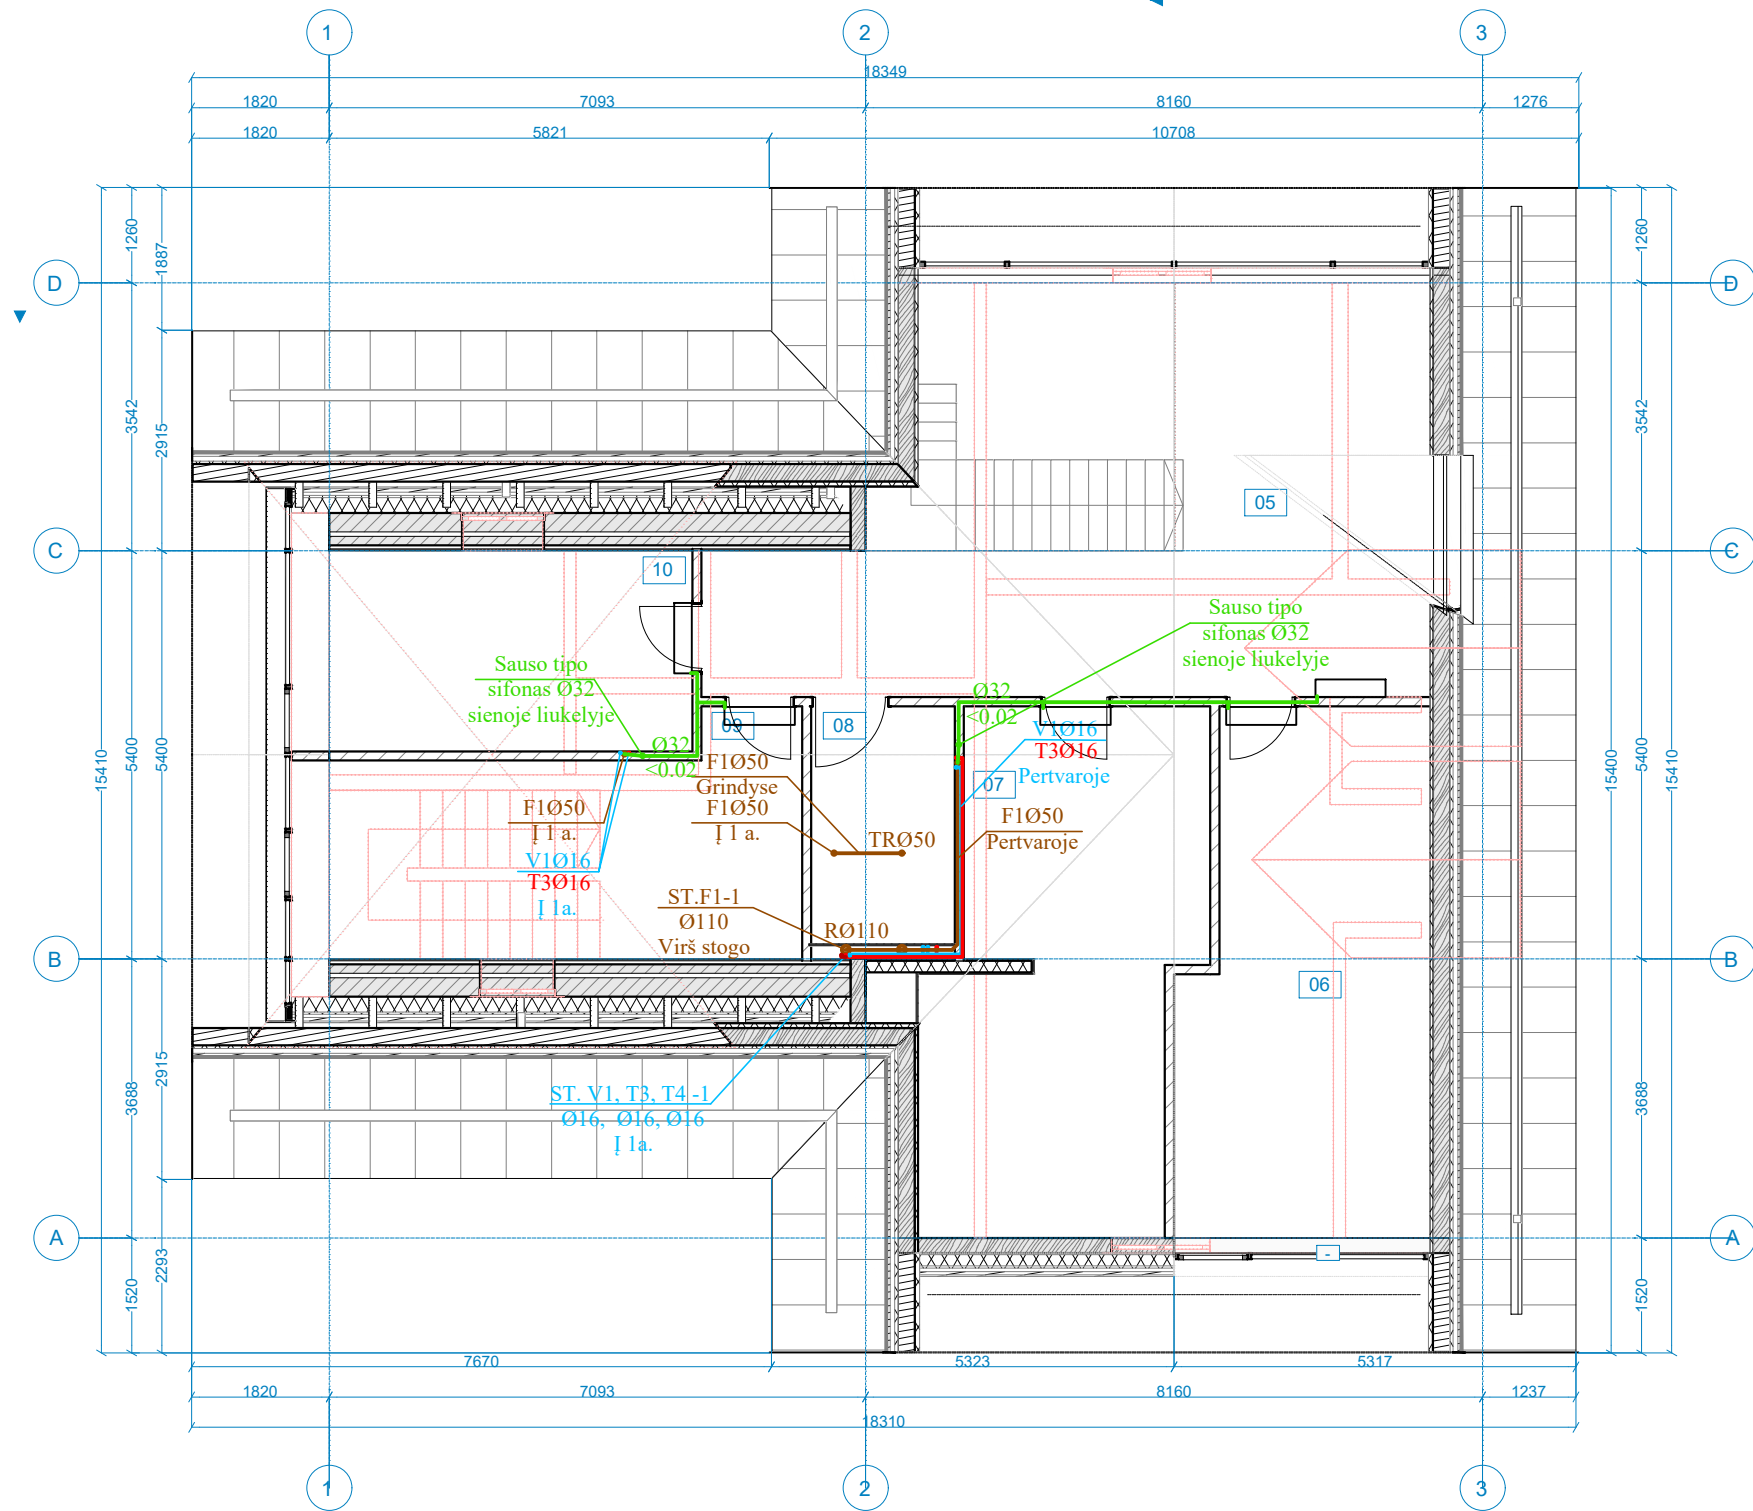 1
2
3
18349
1820
7093
8160
1276
1820
5821
10708
15410
1260
3542
5400
3688
1520
1887
2915
5400
2915
2293
15400
1260
3542
5400
3688
1520
15410
D
D
C
C
B
B
A
A
05
10
Sauso tipo
sifonas Ø32
sienoje liukelyje
Sauso tipo
sifonas Ø32
sienoje liukelyje
Ø32
<0.02
09
08
07
06
Ø32
<0.02
V1Ø16
T3Ø16
Pertvaroje
F1Ø50
Grindyse
F1Ø50
Į 1 a.
F1Ø50
Į 1 a.
TRØ50
F1Ø50
Pertvaroje
V1Ø16
T3Ø16
Į 1a.
ST.F1-1
Ø110
Virš stogo
RØ110
ST. V1, T3, T4 -1
Ø16, Ø16, Ø16
Į 1a.
-
7670
5323
5317
1820
7093
8160
1237
18310
1
2
3